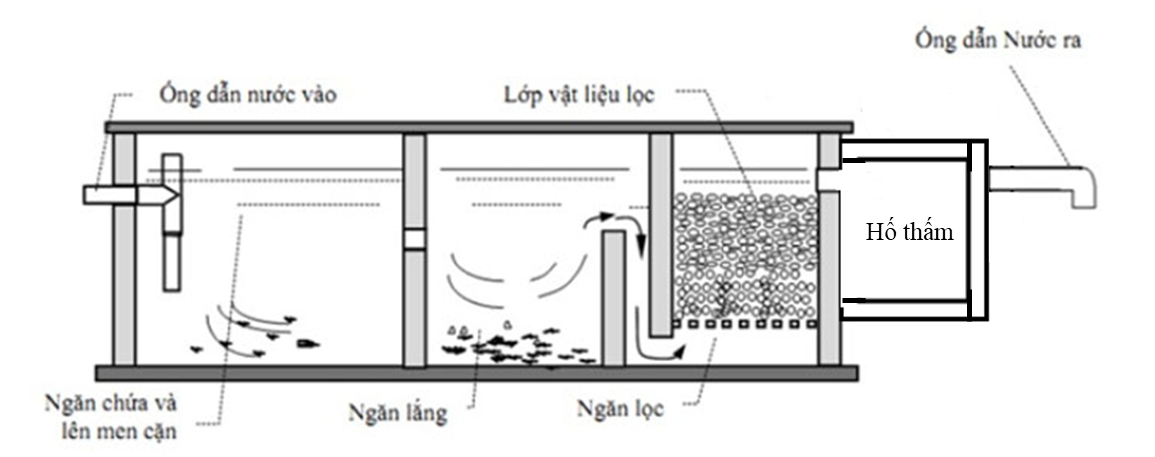 Ống dẫn Nước ra
Ống dẫn nước vào
Lớp vật liệu lọc
Hố thấm
Ngăn chứa và
lên men cặn
Ngăn lắng
Ngăn lọc